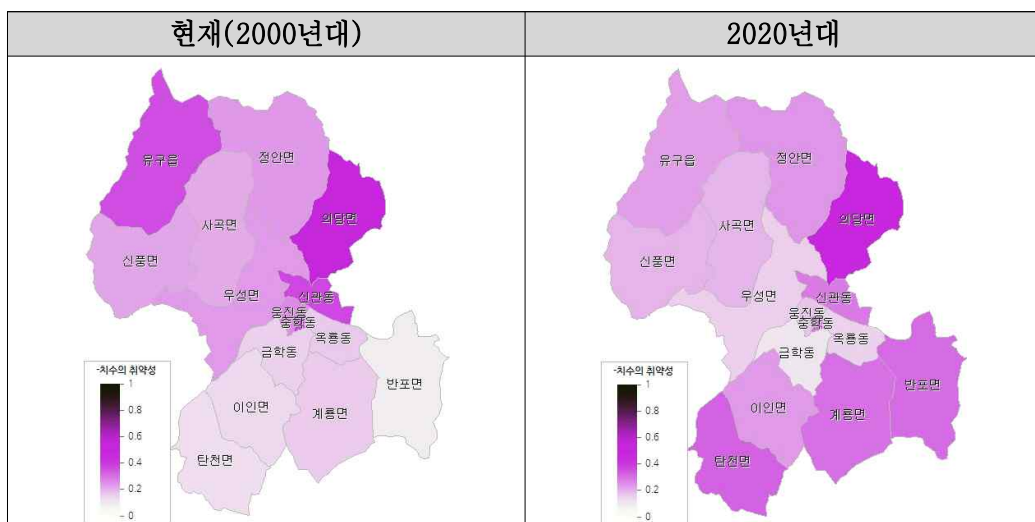 현재(2000년대)
2020년대
유구읍
정안면
의당면
사곡면
신풍면
우성면
신관동
웅진동
중학동
옥룡동
금학동
반포면
이인면
계룡면
탄천면
-치수의 취약성
1
0.8
0.6
0.4
0.2
0
유구읍
정안면
의당면
사곡면
신풍면
우성면
신관동
웅진동
중학동
옥룡동
금학동
반포면
이인면
계룡면
탄천면
-치수의 취약성
1
0.8
0.6
0.4
0.2
0